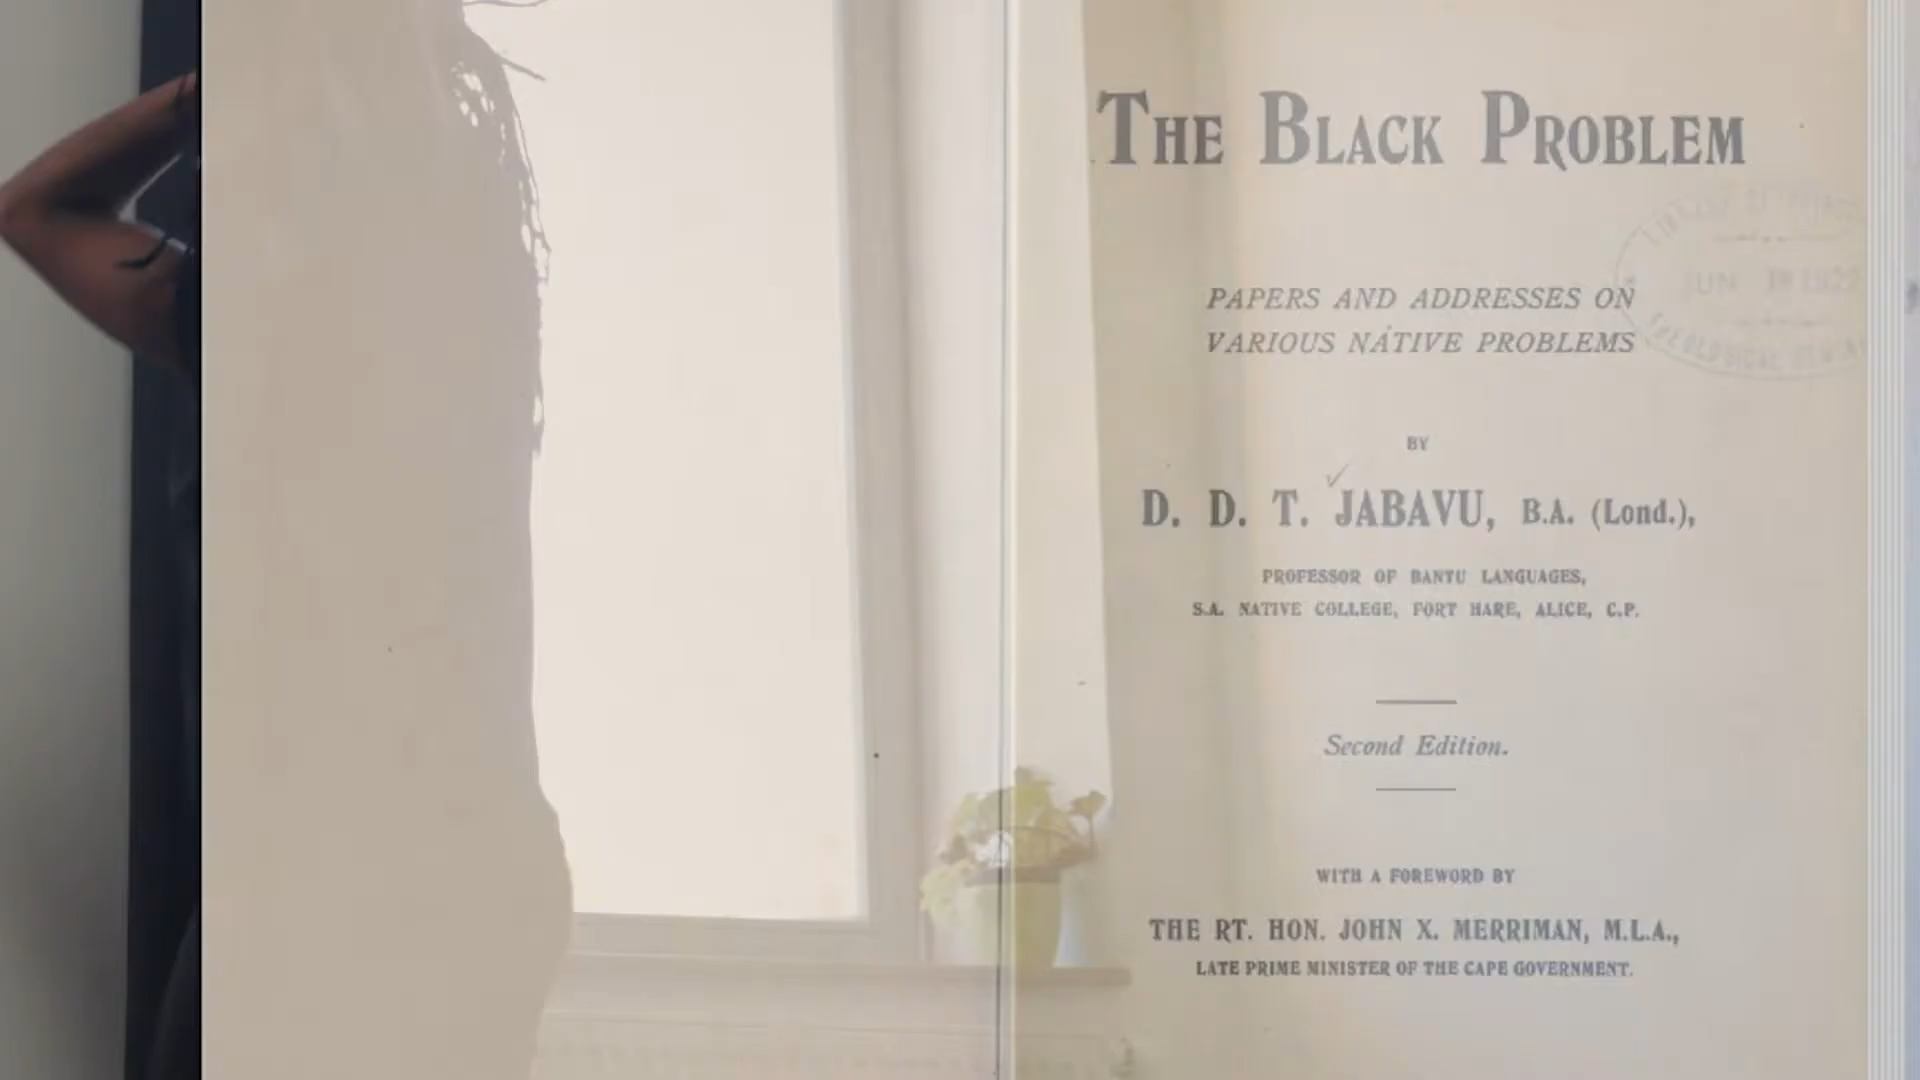 THE BLACK PROBLEM
PAPERS AND ADDRESSES ON
VARIOUS NATIVE PROBLEMS
BY
D. D. T. JABAVU, B.A. (Lond.),
PROFESSOR OF BANTU LANGUAGES,
S.A. NATIVE COLLEGE, FORT HARE, ALICE, C.P.
Second Edition.
WITH A FOREWORD BY
THE RT. HON. JOHN X. MERRIMAN, M.L.A.,
LATE PRIME MINISTER OF THE CAPE GOVERNMENT.
JUN 1922